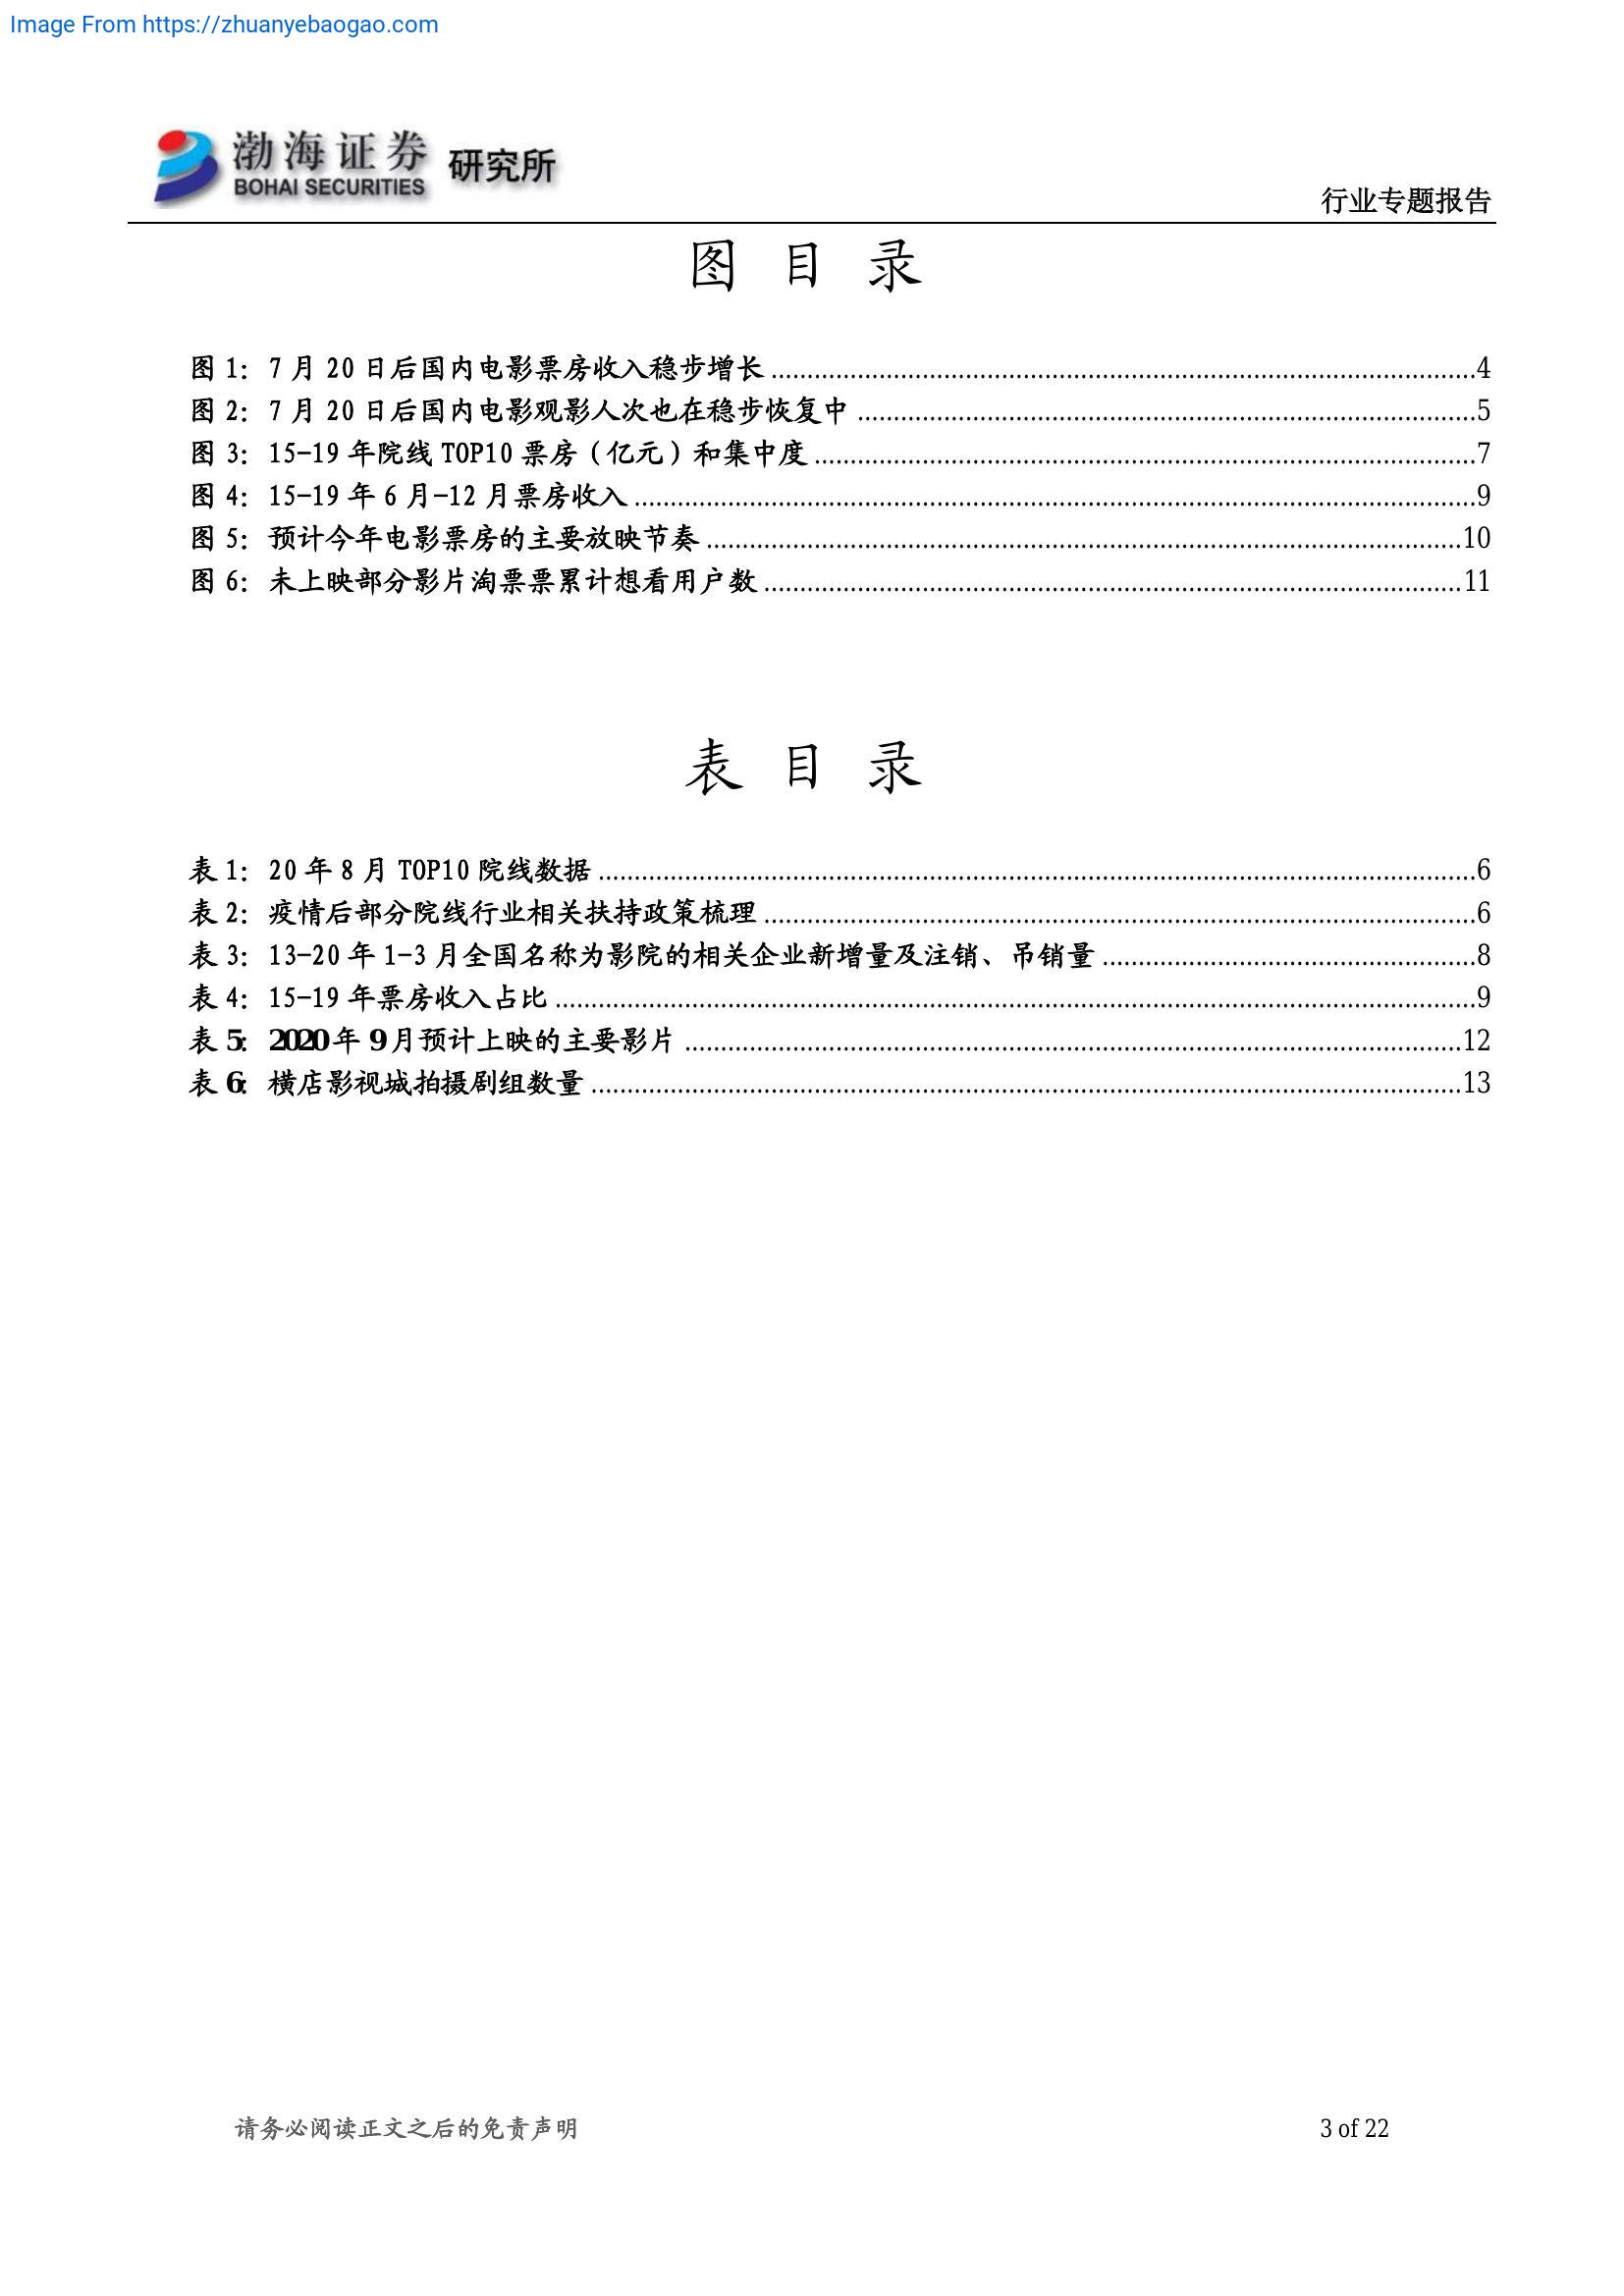 Image From https://zhuanyebaogao.com
渤海证券 研究所
BOHAI SECURITIES
行业专题报告
图 目 录
图 1: 7 月 20 日后国内电影票房收入稳步增长 ........ 4
图 2: 7 月 20 日后国内电影观影人次也在稳步恢复中 ........ 5
图 3: 15-19 年院线 TOP10 票房（亿元）和集中度 ........ 7
图 4: 15-19 年 6 月-12 月票房收入 ........ 9
图 5: 预计今年电影票房的主要放映节奏 ........ 10
图 6: 未上映部分影片淘票票累计想看用户数 ........ 11
表 目 录
表 1: 20 年 8 月 TOP10 院线数据 ........ 6
表 2: 疫情后部分院线行业相关扶持政策梳理 ........ 6
表 3: 13-20 年 1-3 月全国名称为影院的相关企业新增量及注销、吊销量 ........ 8
表 4: 15-19 年票房收入占比 ........ 9
表 5: 2020 年 9 月预计上映的主要影片 ........ 12
表 6: 横店影视城拍摄剧组数量 ........ 13
请务必阅读正文之后的免责声明
3 of 22